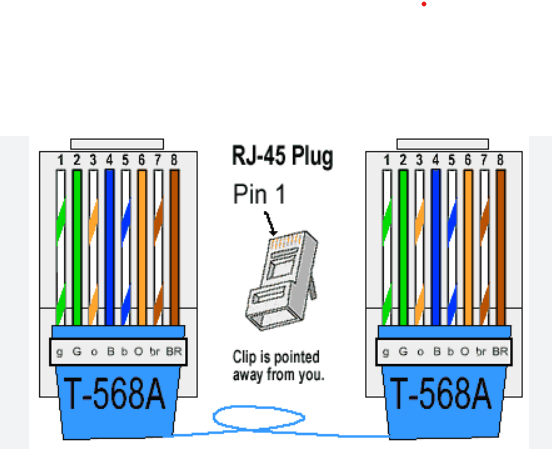 1 2 3 4 5 6 7 8
RJ-45 Plug
Pin 1
Clip is pointed
away from you.
g G o B b O br BR
T-568A
1 2 3 4 5 6 7 8
g G o B b O br BR
T-568A